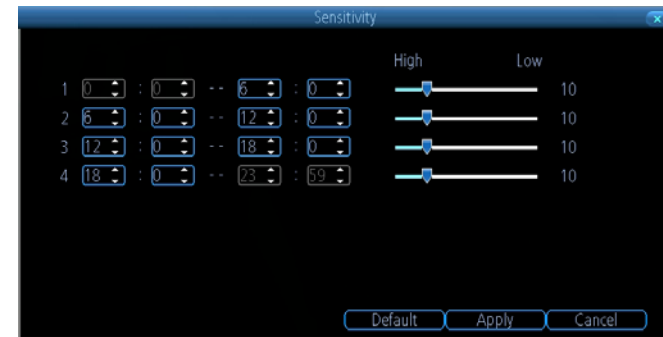 Sensitivity
High Low
1 0 : 0 -- 6 : 0 10
2 6 : 0 -- 12 : 0 10
3 12 : 0 -- 18 : 0 10
4 18 : 0 -- 23 : 59 10
Default Apply Cancel